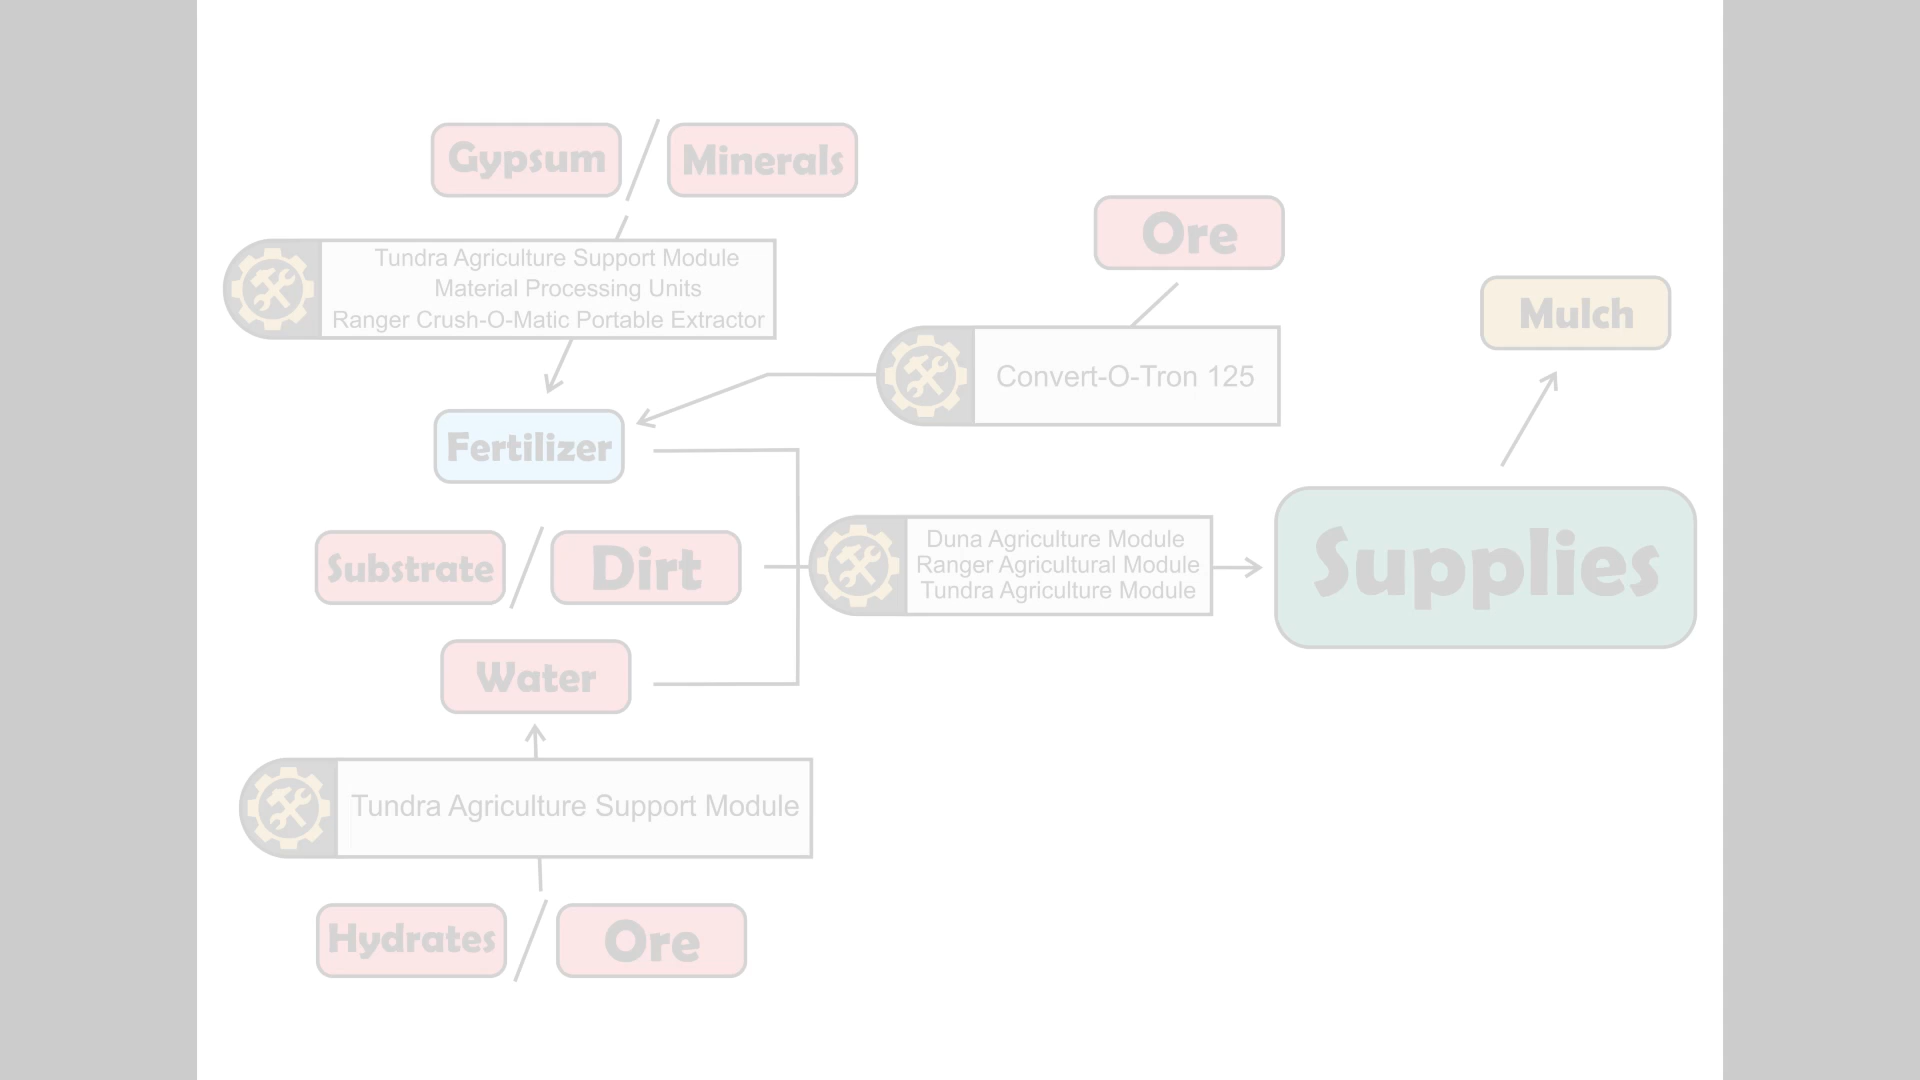 Gypsum
Minerals
Tundra Agriculture Support Module
Material Processing Units
Ranger Crush-O-Matic Portable Extractor
Ore
Mulch
Convert-O-Tron 125
Fertilizer
Substrate
Dirt
Duna Agriculture Module
Ranger Agricultural Module
Tundra Agriculture Module
Supplies
Water
Tundra Agriculture Support Module
Hydrates
Ore